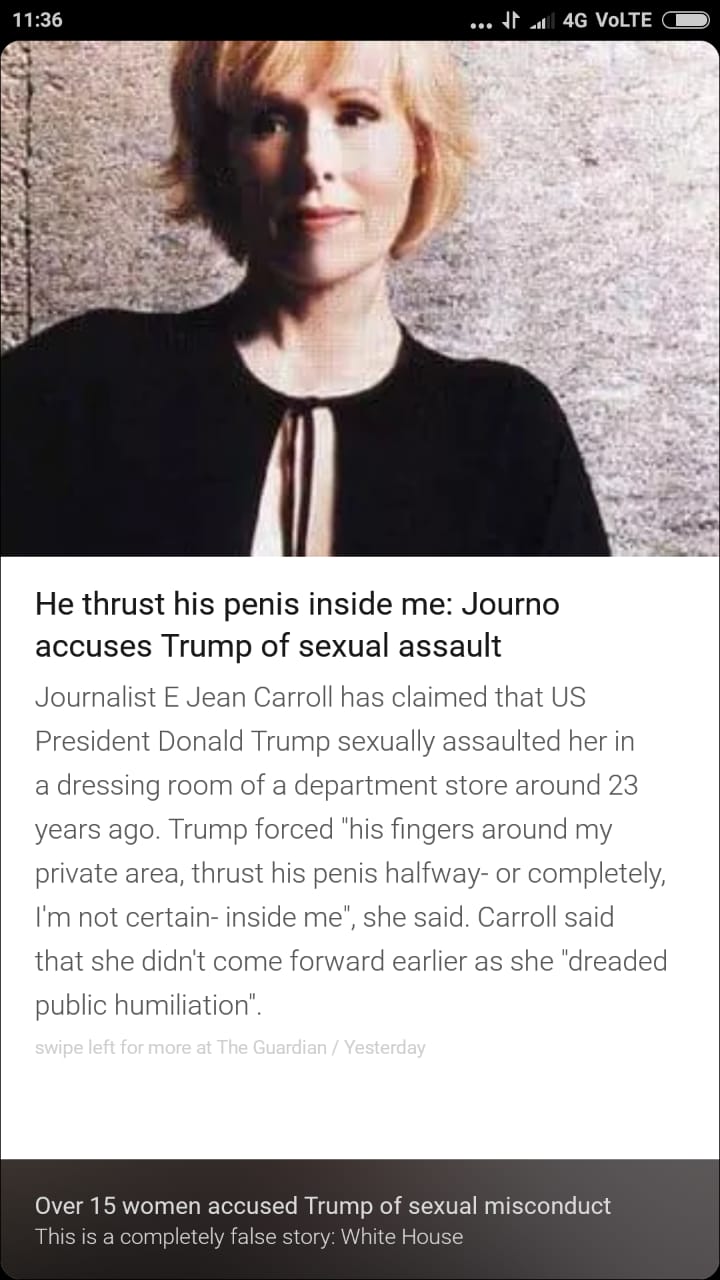 11:36
... 4G VoLTE
He thrust his penis inside me: Journo
accuses Trump of sexual assault
Journalist E Jean Carroll has claimed that US
President Donald Trump sexually assaulted her in
a dressing room of a department store around 23
years ago. Trump forced "his fingers around my
private area, thrust his penis halfway- or completely,
I'm not certain- inside me", she said. Carroll said
that she didn't come forward earlier as she "dreaded
public humiliation".
swipe left for more at The Guardian / Yesterday
Over 15 women accused Trump of sexual misconduct
This is a completely false story: White House